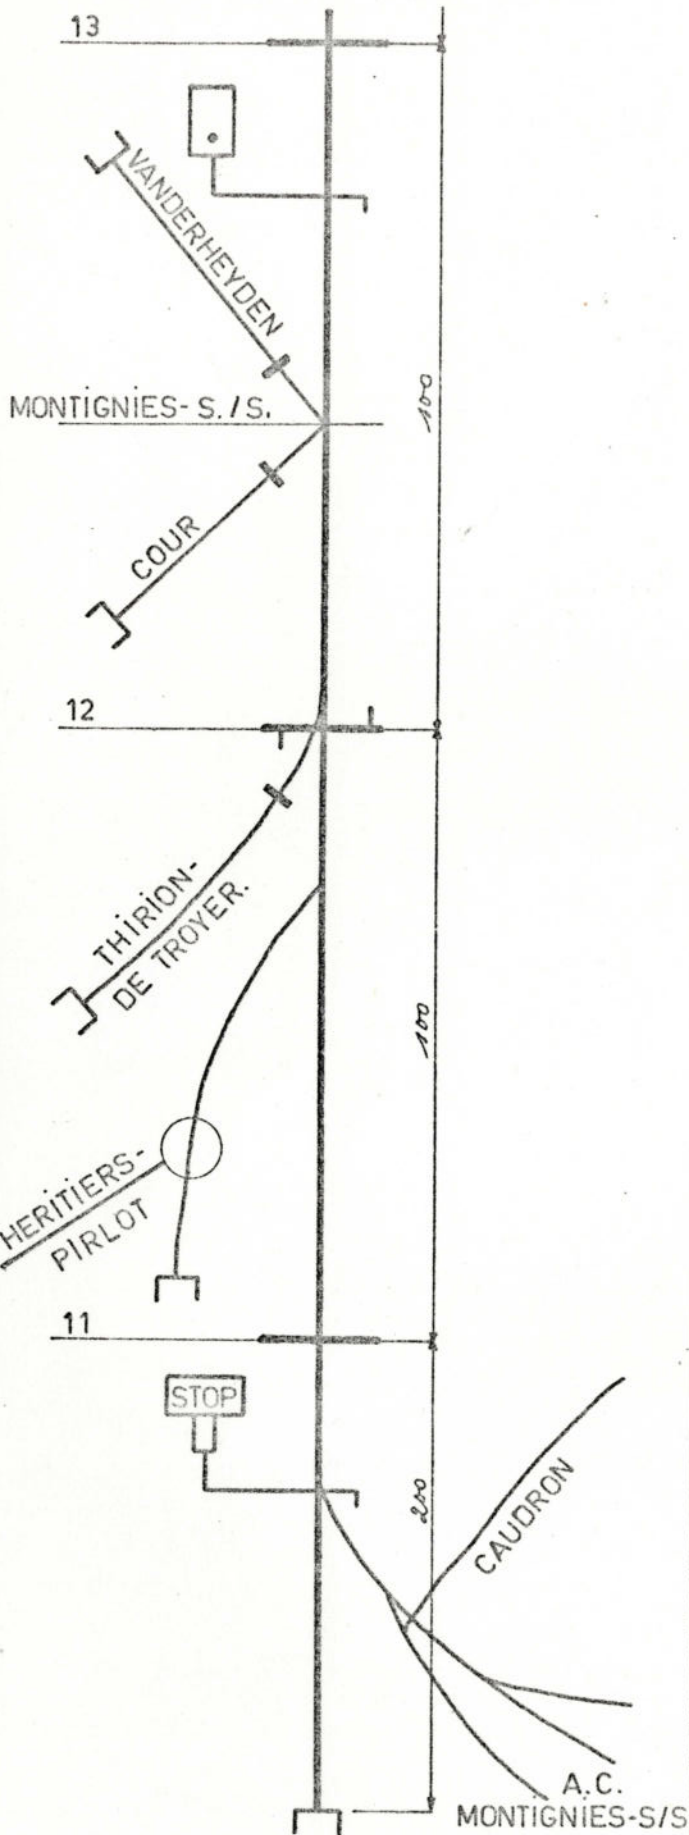 13
VANDERHEYDEN
MONTiGNiES- S./S.
100
COUR
12
THiRiON-
DE TROYER.
100
HERiTiERS-
PiRLOT
11
STOP
200
CAUDRON
A.C.
MONTiGNiES-S/S